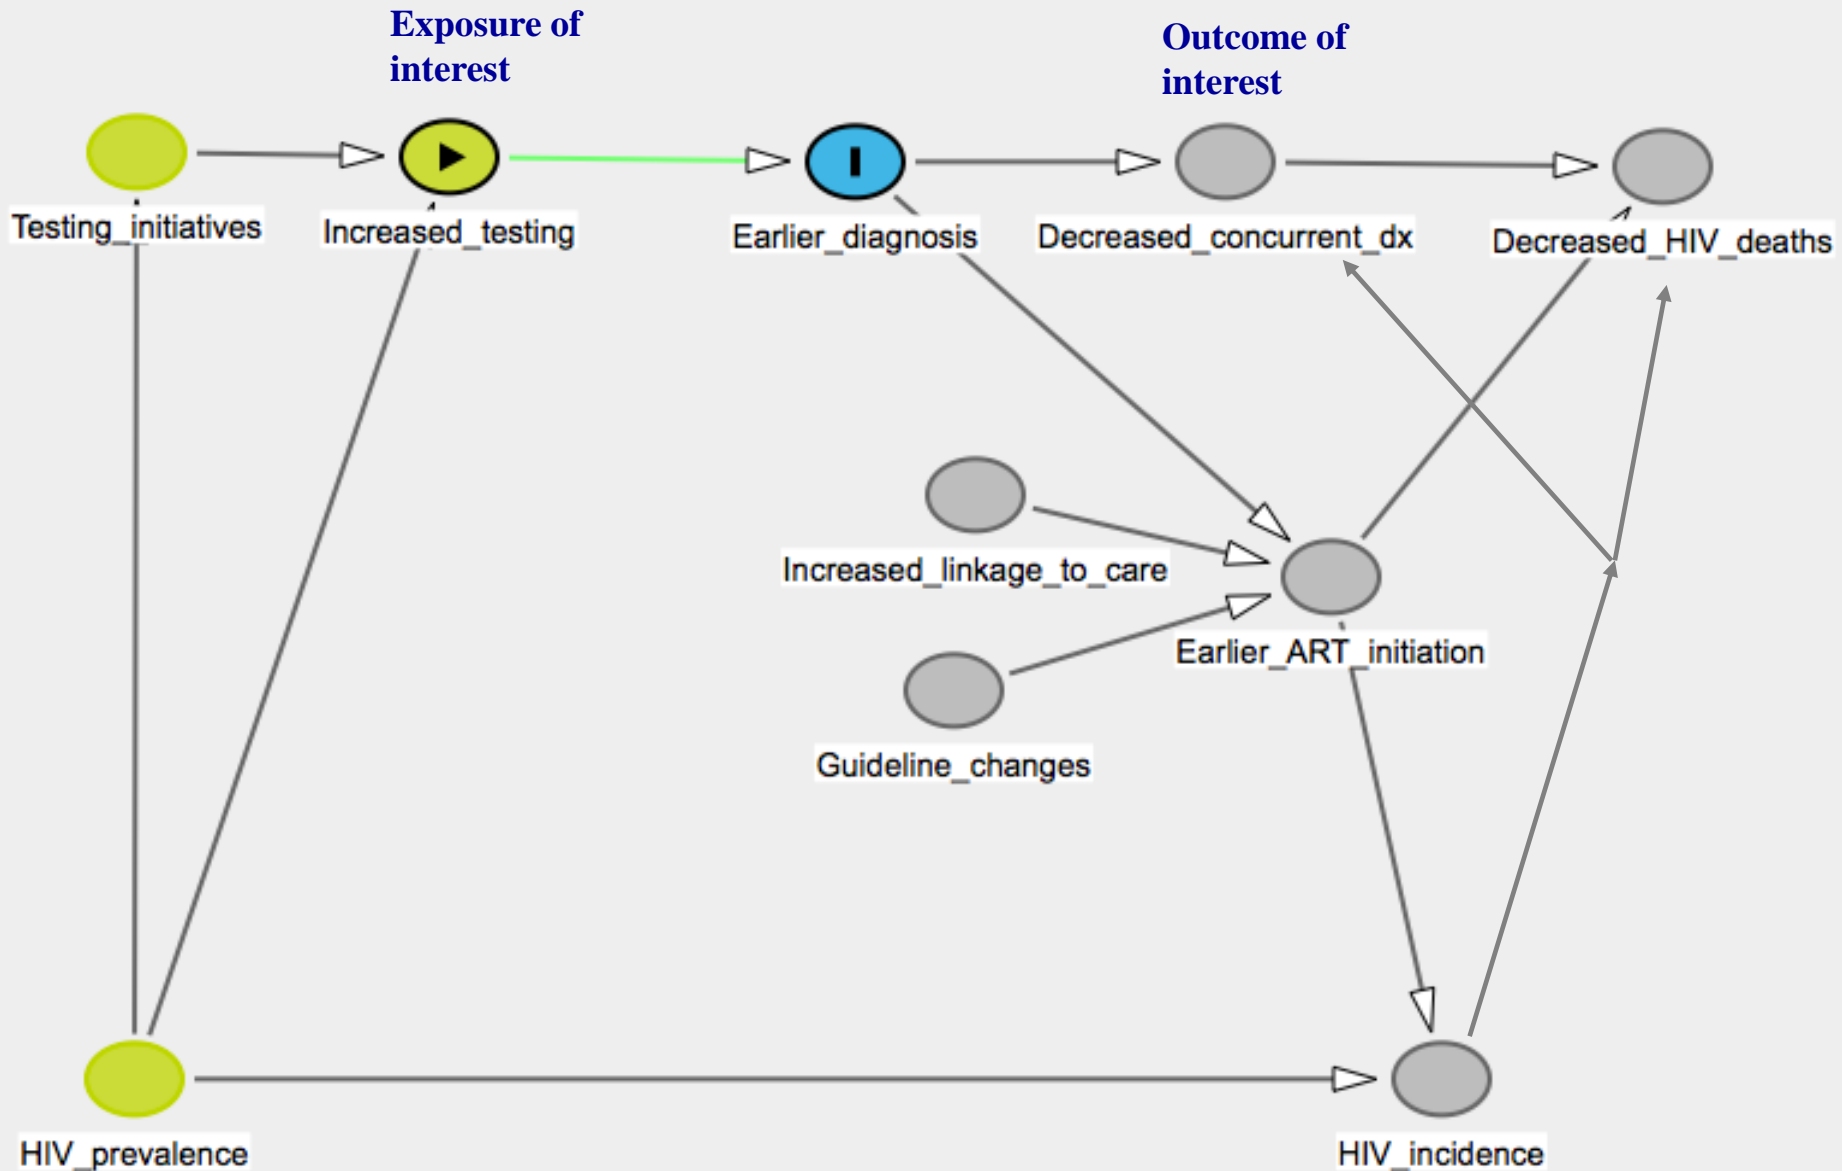 Exposure of
interest
Outcome of
interest
Testing_initiatives
Increased_testing
Earlier_diagnosis
Decreased_concurrent_dx
Decreased_HIV_deaths
Increased_linkage_to_care
Earlier_ART_initiation
Guideline_changes
HIV_prevalence
HIV_incidence